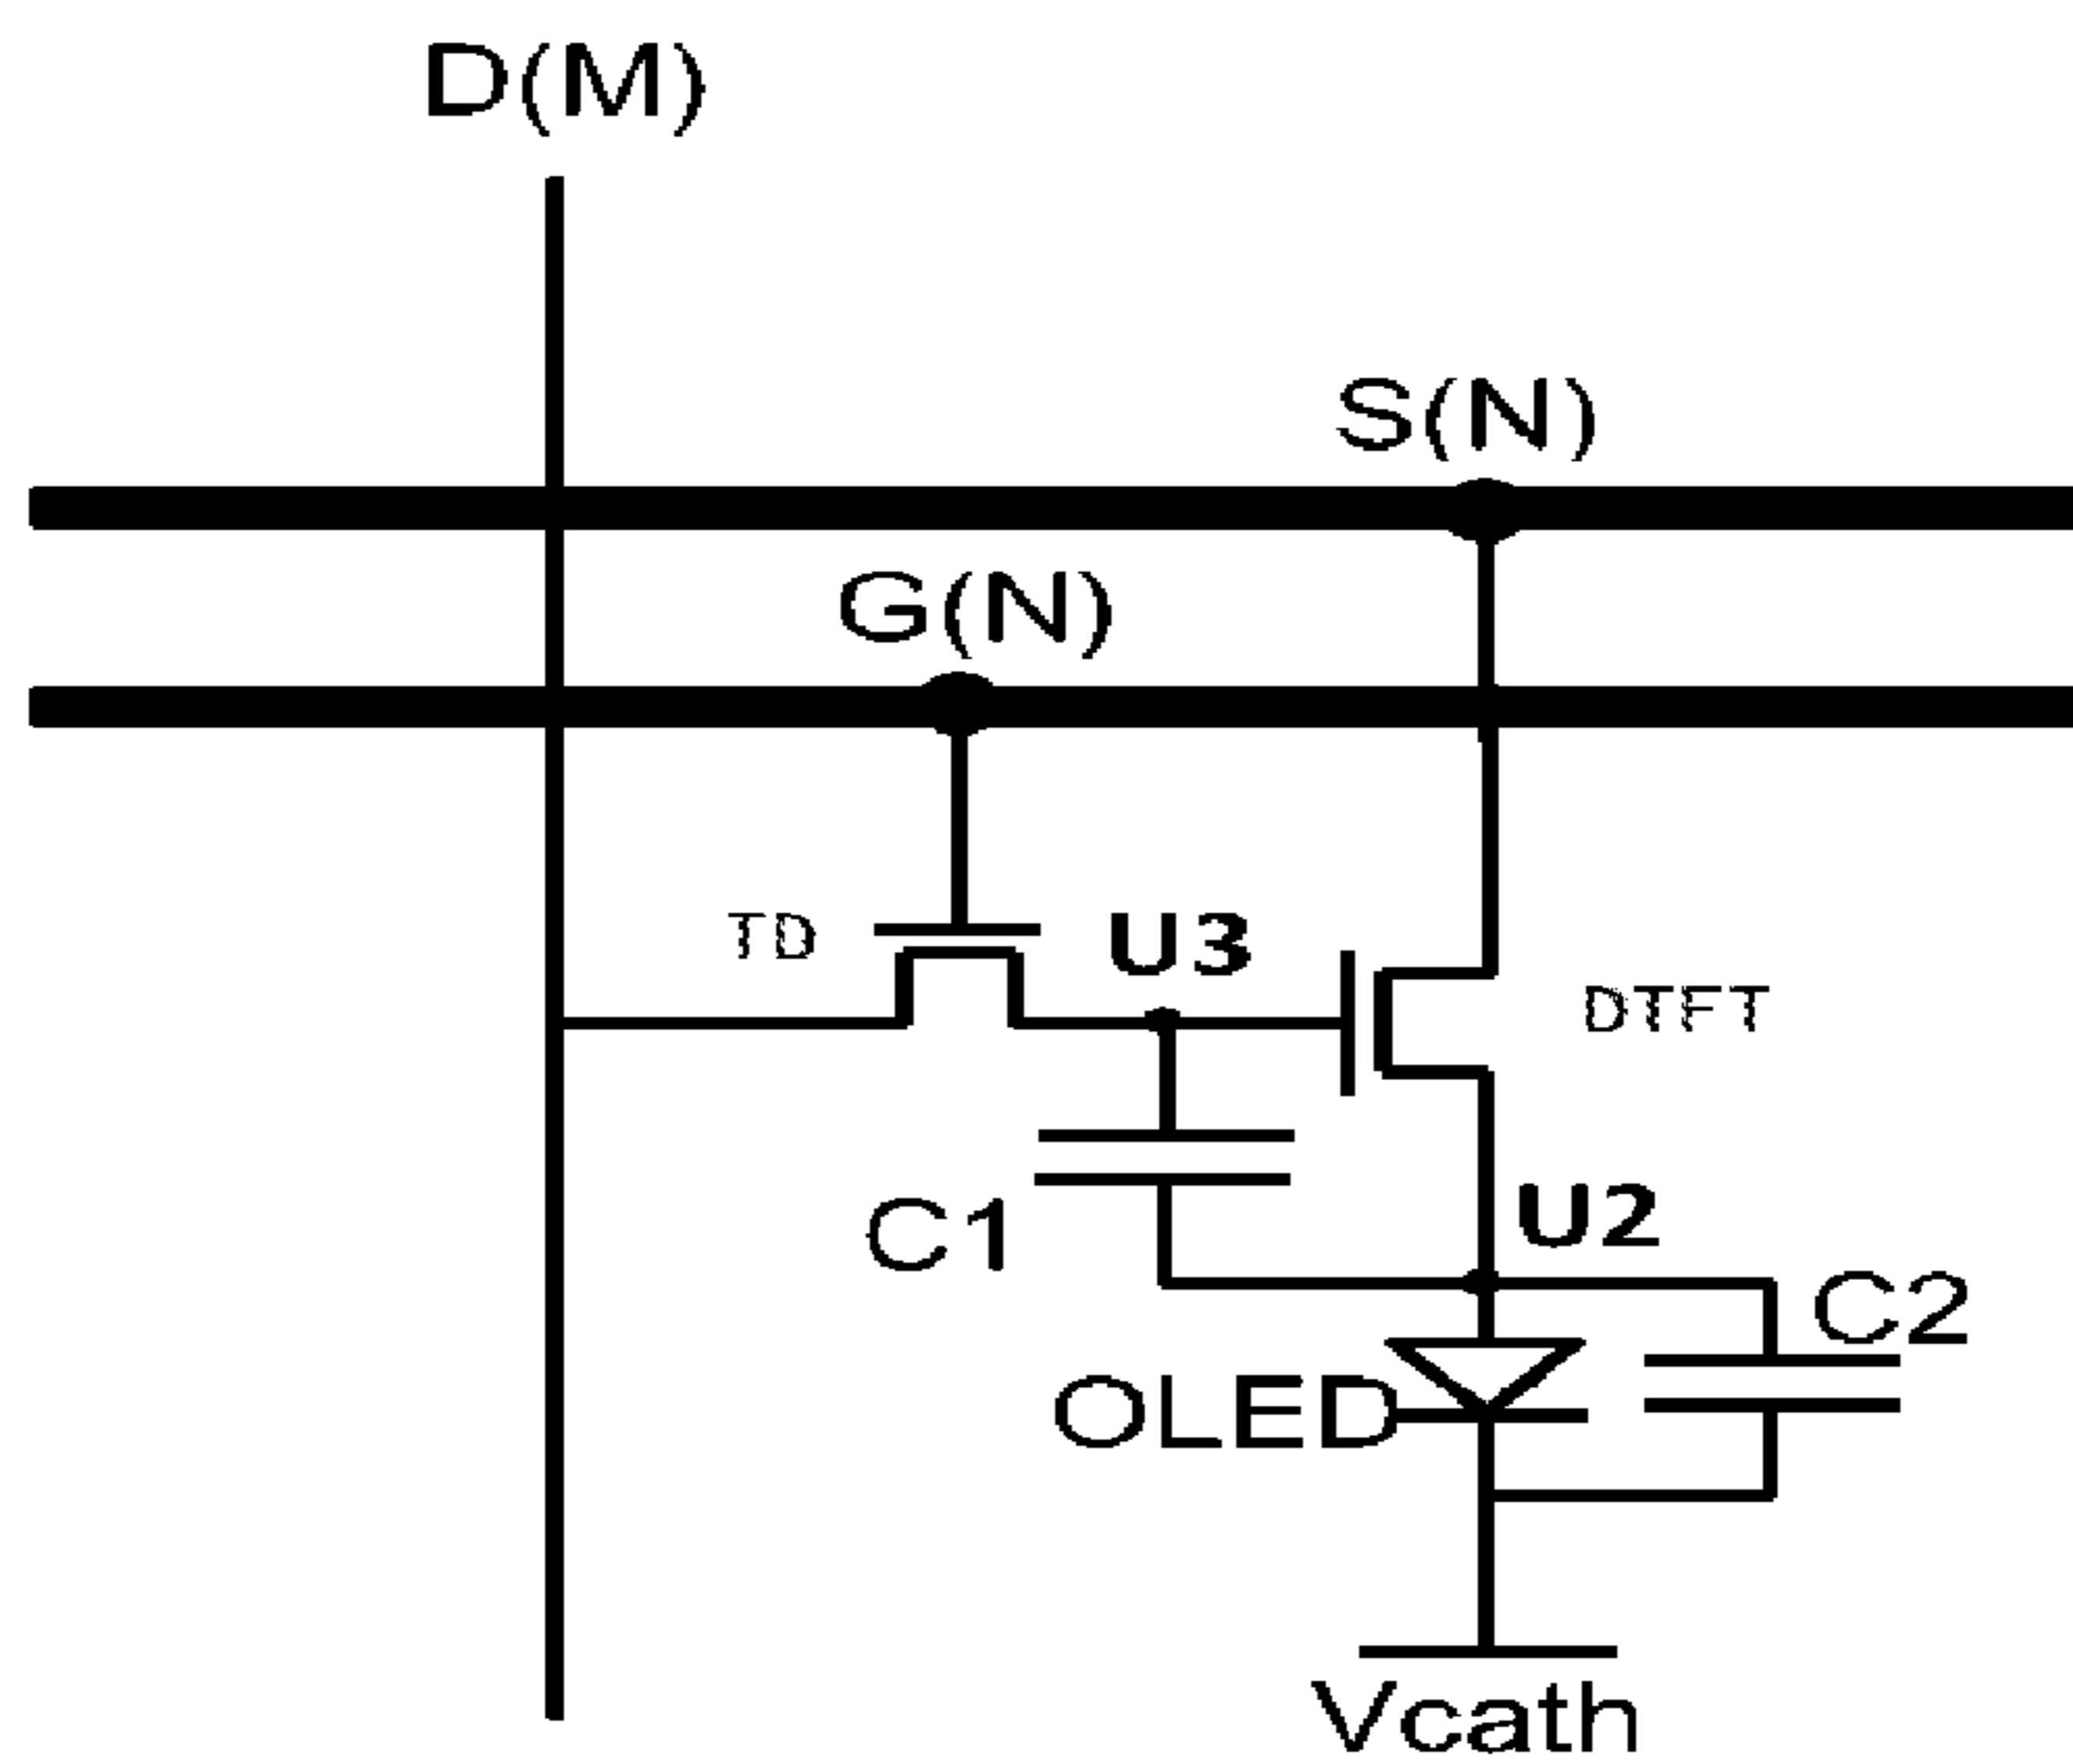 D(M)
S(N)
G(N)
TD
U3
DTFT
C1
U2
C2
OLED
Vcath